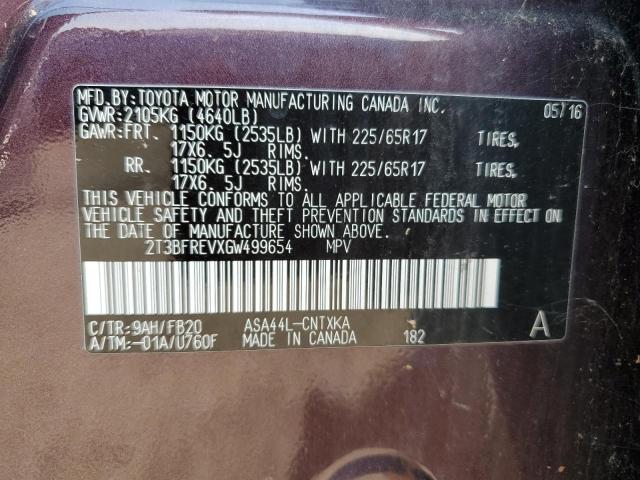 MFD. BY: TOYOTA MOTOR MANUFACTURING CANADA INC. 05/16
GVWR: 2105KG (4640LB)
GAWR: FRT. 1150KG (2535LB) WITH 225/65R17 TIRES,
17X6. 5J RIMS.
RR. 1150KG (2535LB) WITH 225/65R17 TIRES,
17X6. 5J RIMS.
THIS VEHICLE CONFORMS TO ALL APPLICABLE FEDERAL MOTOR
VEHICLE SAFETY AND THEFT PREVENTION STANDARDS IN EFFECT ON
THE DATE OF MANUFACTURE SHOWN ABOVE.
2T3BFREVXGW499654 MPV
C/TR: 9AH/FB20 ASA44L-CNTXKA A
A/TM: -01A/U760F MADE IN CANADA 182